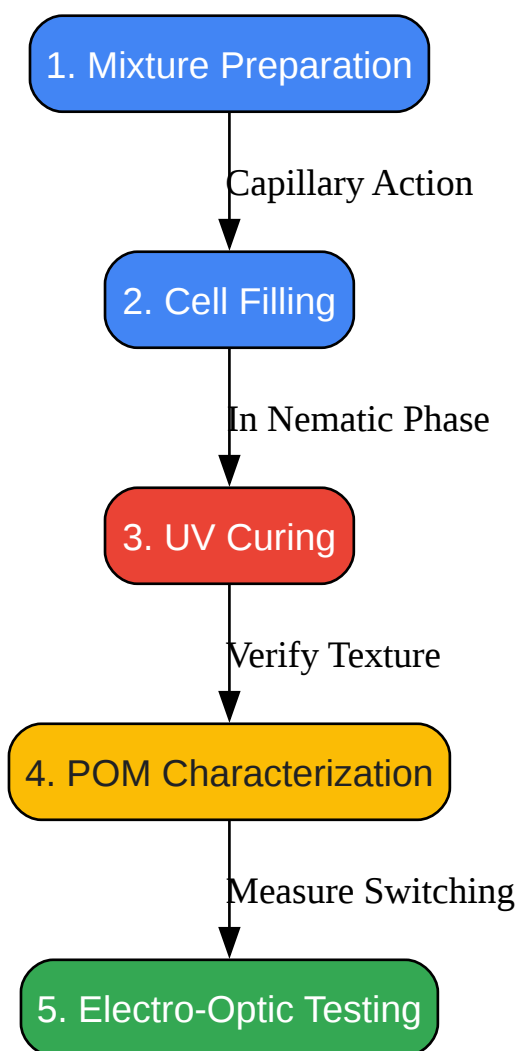 1. Mixture Preparation
Capillary Action
2. Cell Filling
In Nematic Phase
3. UV Curing
Verify Texture
4. POM Characterization
Measure Switching
5. Electro-Optic Testing